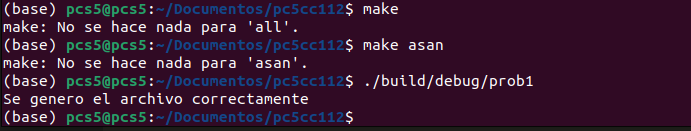 (base) pcs5@pcs5:~/Documentos/pc5cc112$ make
make: No se hace nada para 'all'.
(base) pcs5@pcs5:~/Documentos/pc5cc112$ make asan
make: No se hace nada para 'asan'.
(base) pcs5@pcs5:~/Documentos/pc5cc112$ ./build/debug/prob1
Se genero el archivo correctamente
(base) pcs5@pcs5:~/Documentos/pc5cc112$